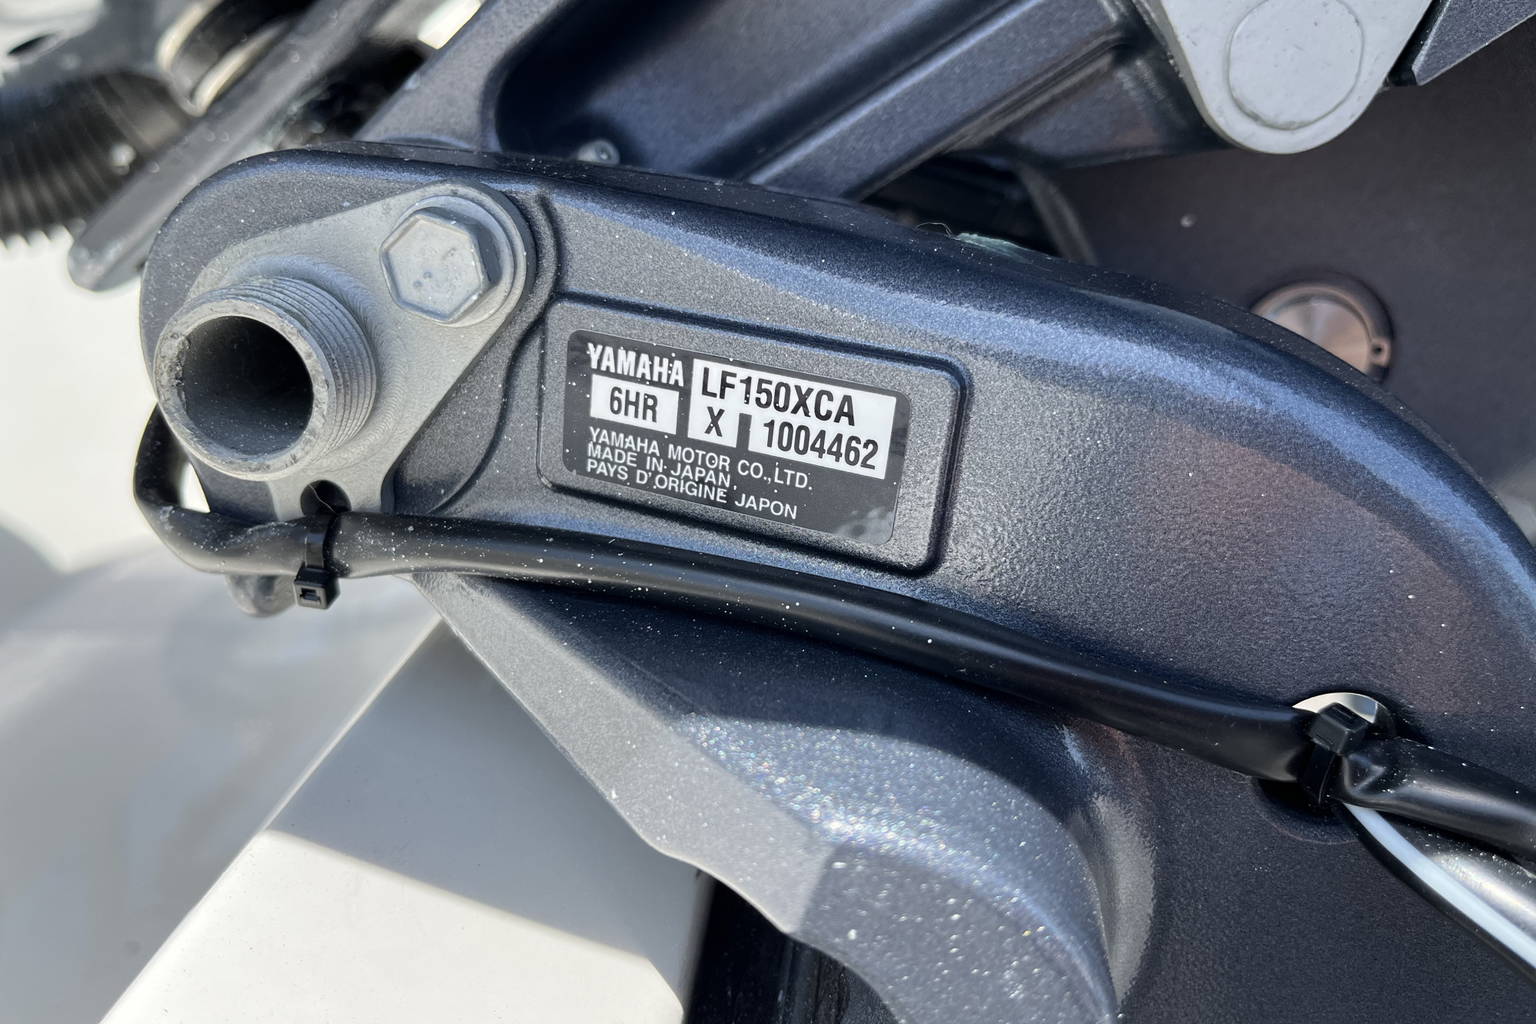 YAMAHA LF150XCA
6HR X 1004462
YAMAHA MOTOR CO.,LTD.
MADE IN JAPAN
PAYS D'ORIGINE JAPON